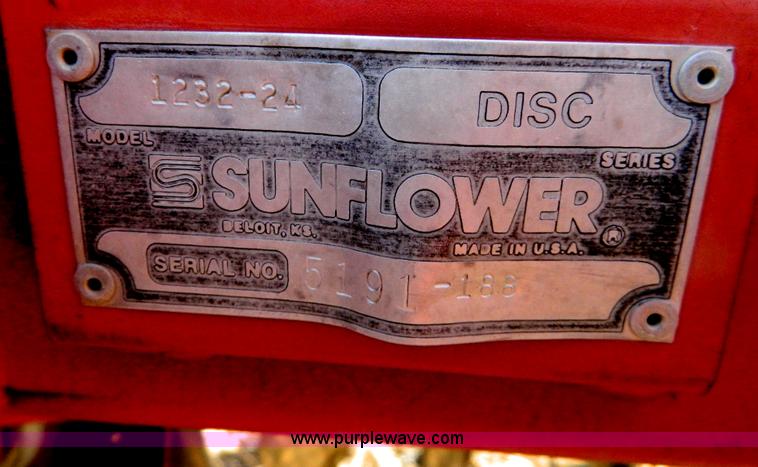 1232-24 DISC
MODEL SERIES
SUNFLOWER ®
BELOIT, KS. MADE IN U.S.A.
SERIAL NO. 5191-188
www.purplewave.com